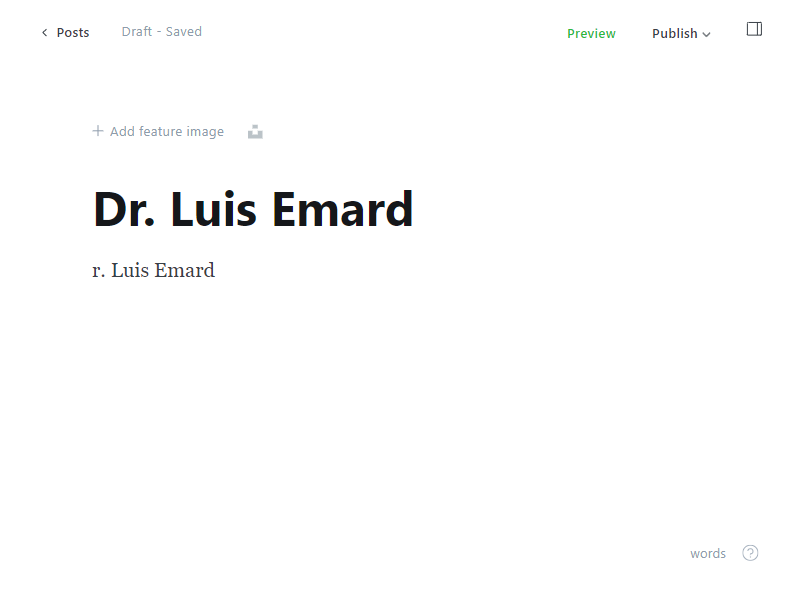 Posts
Draft - Saved
Preview
Publish
Add feature image
Dr. Luis Emard
r. Luis Emard
words
?